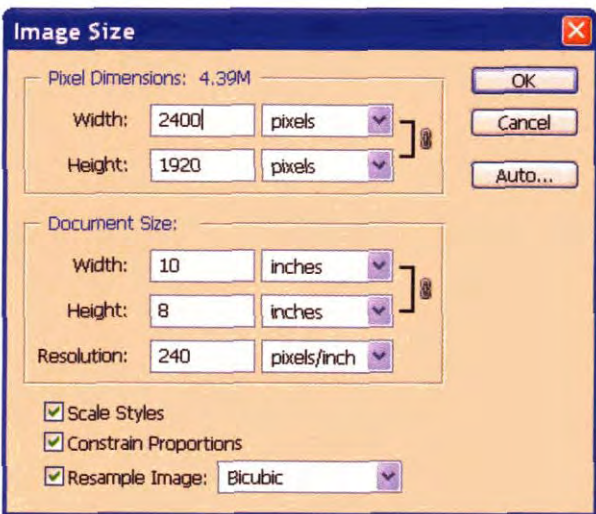 Image Size
Pixel Dimensions: 4.39M
OK
Width: 2400 pixels
Cancel
Height: 1920 pixels
Auto...
Document Size:
Width: 10 inches
Height: 8 inches
Resolution: 240 pixels/inch
Scale Styles
Constrain Proportions
Resample Image: Bicubic